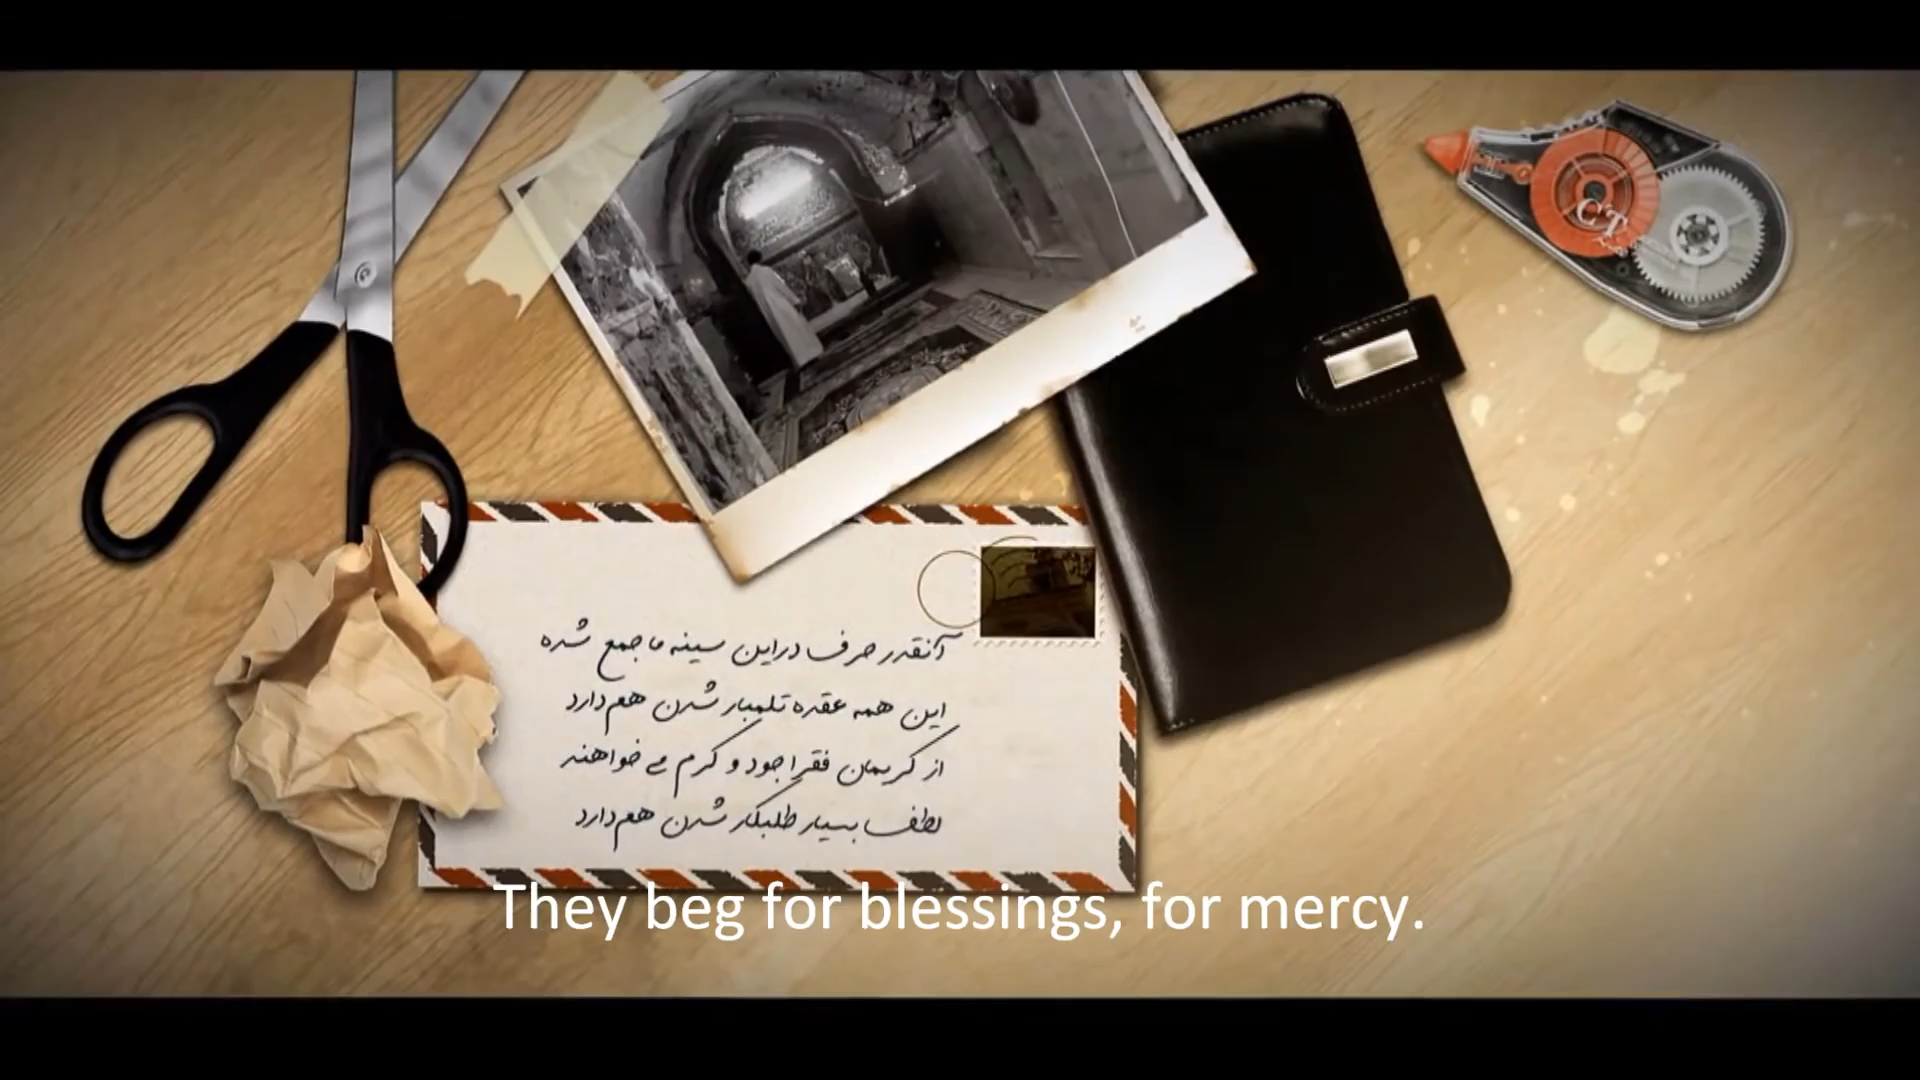 CT
آنقدر حرف در این سینه ما جمع شده
این همه عقده تلمبار شدن هم دارد
از کریمان فقرا جود و کرم می خواهند
لطف بسیار طلبکار شدن هم دارد
They beg for blessings, for mercy.